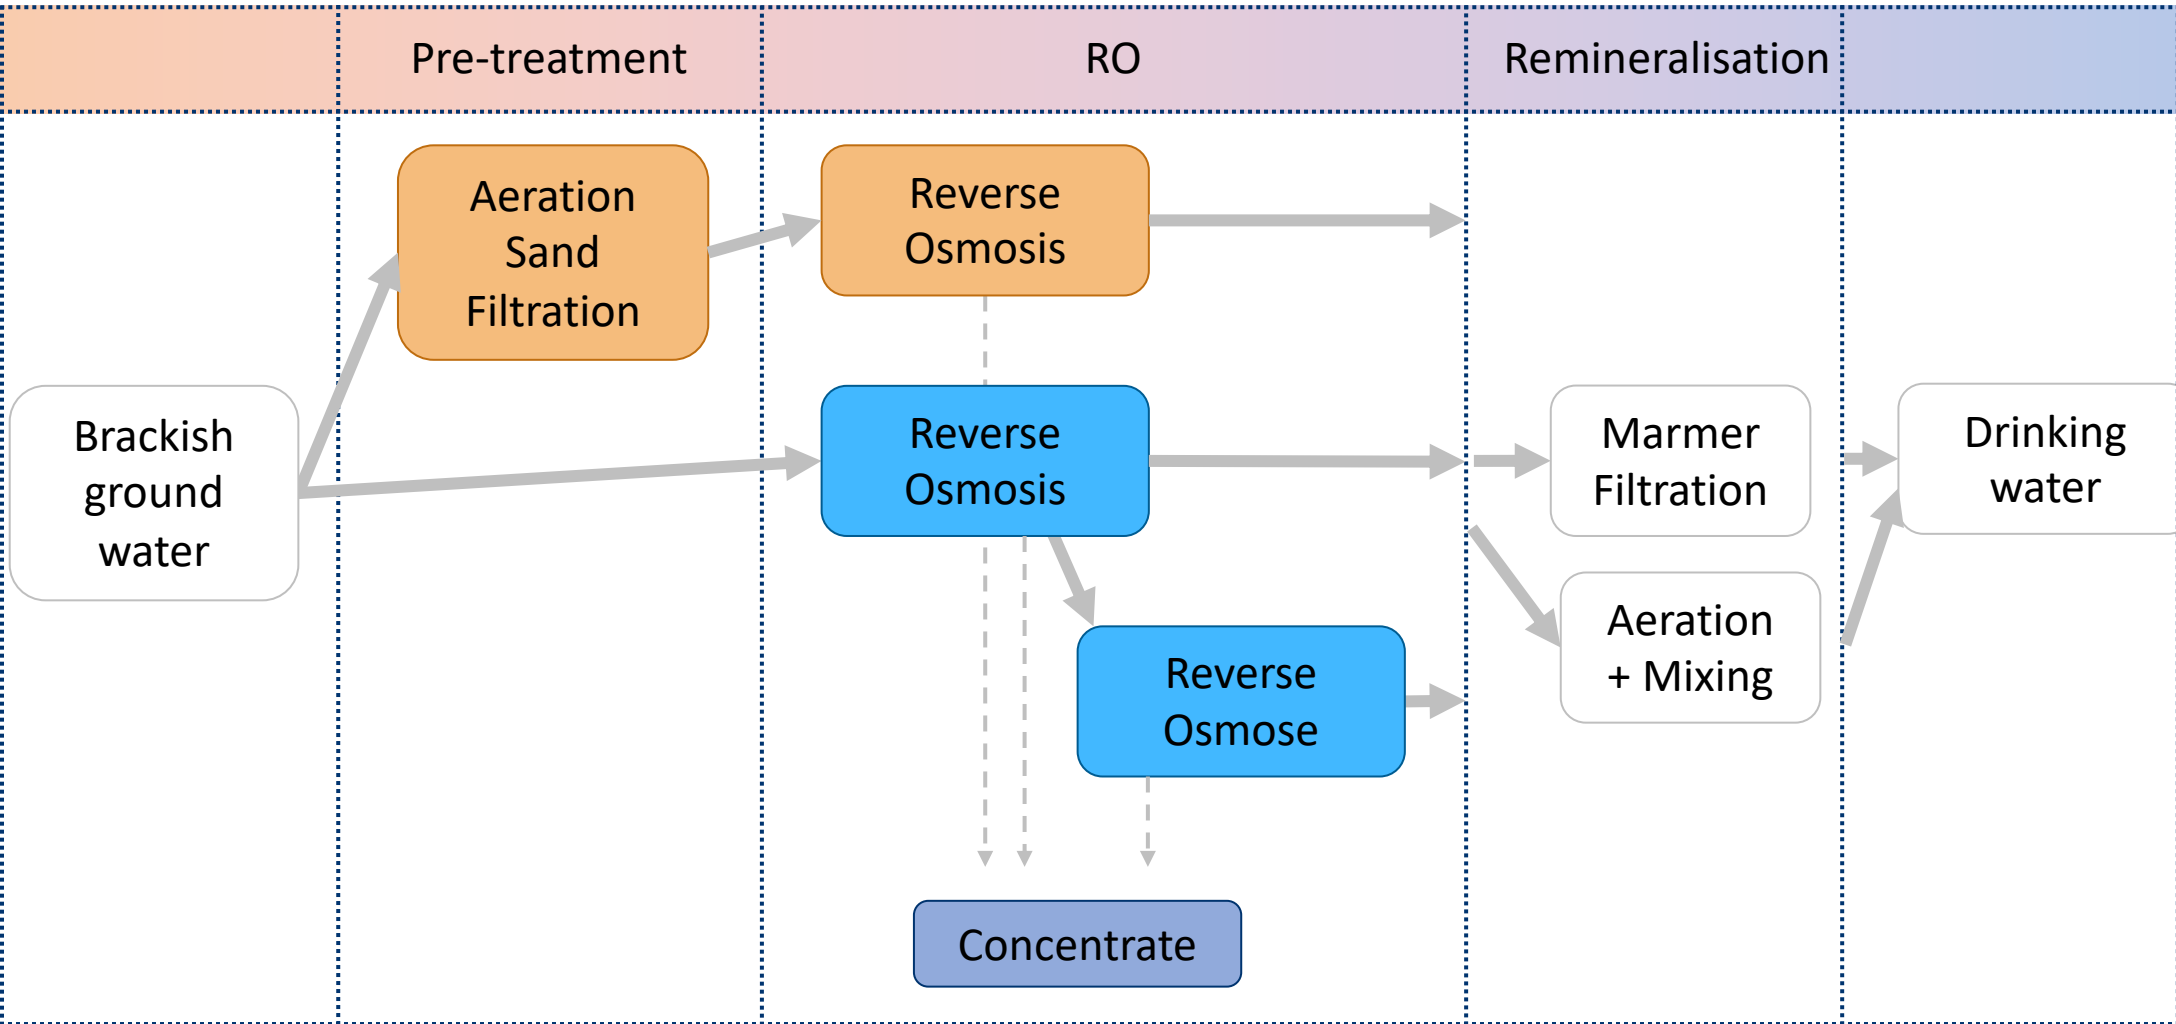 Pre-treatment
RO
Remineralisation
Aeration
Sand
Filtration
Reverse
Osmosis
Brackish
ground
water
Reverse
Osmosis
Marmer
Filtration
Drinking
water
Aeration
+ Mixing
Reverse
Osmose
Concentrate